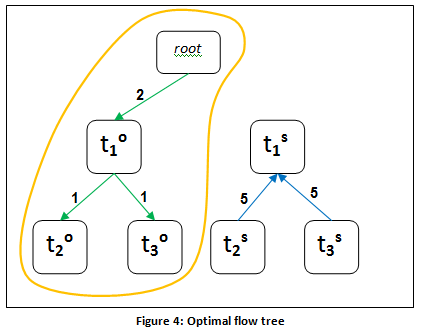 root
2
t₁ᵒ t₁ˢ
1 1 5 5
t₂ᵒ t₃ᵒ t₂ˢ t₃ˢ
Figure 4: Optimal flow tree